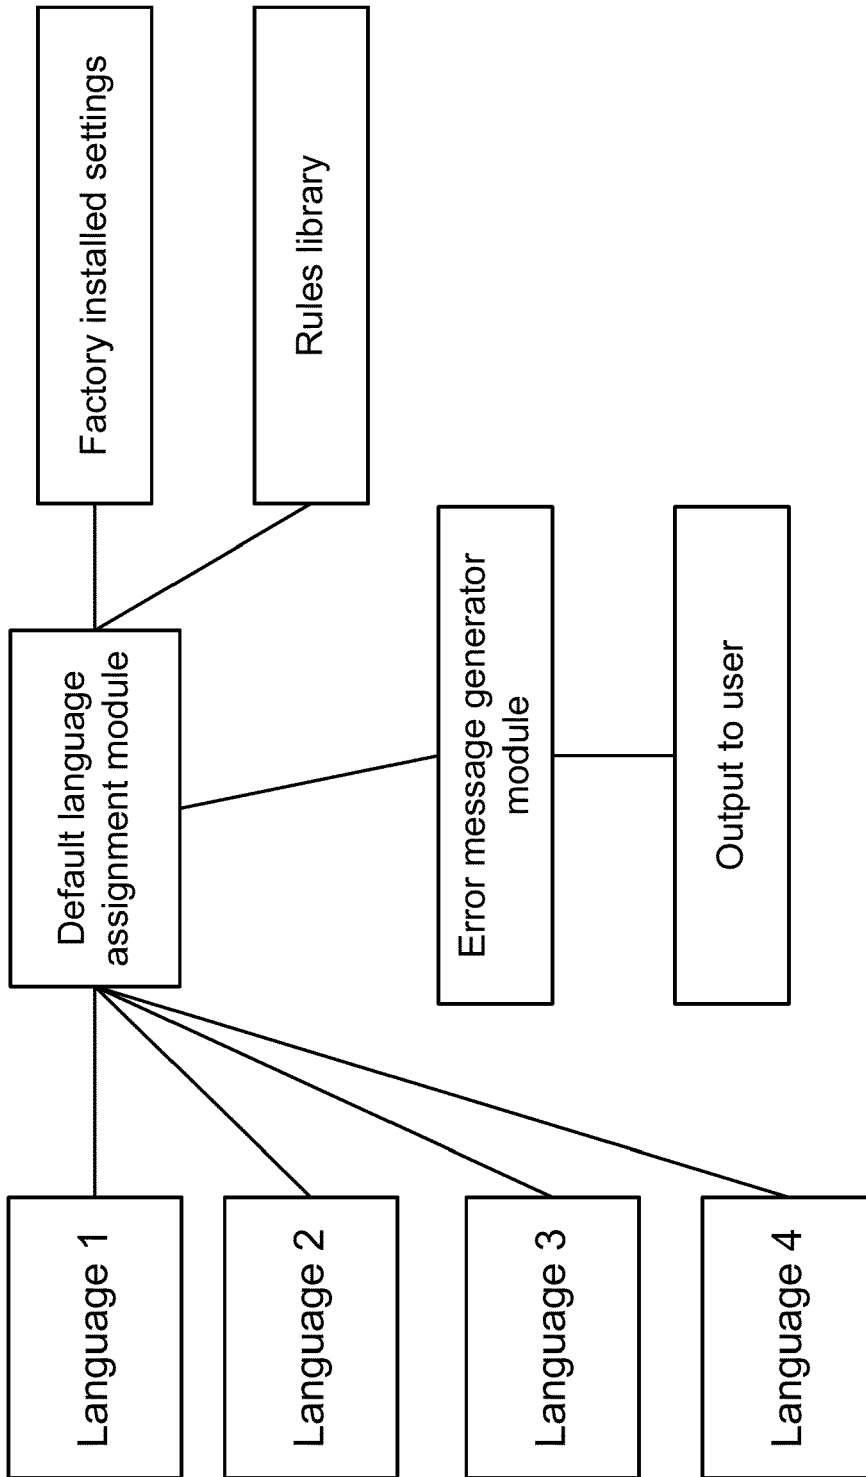 Language 1
Default language
assignment module
Factory installed settings
Language 2
Rules library
Language 3
Error message generator
module
Language 4
Output to user